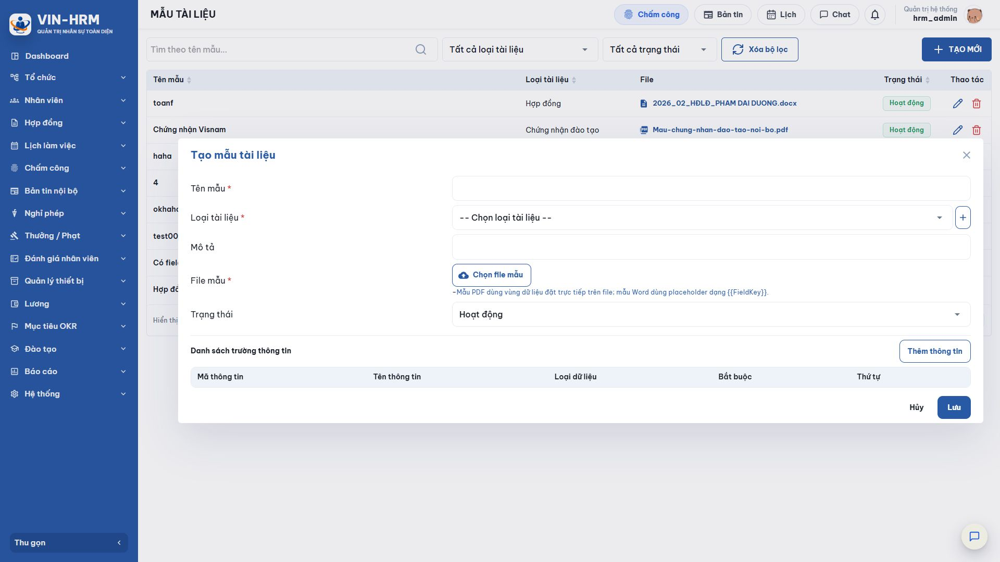 VIN-HRM
QUẢN TRỊ NHÂN SỰ TOÀN DIỆN
Dashboard
Tổ chức
Nhân viên
Hợp đồng
Lịch làm việc
Chấm công
Bản tin nội bộ
Nghỉ phép
Thưởng / Phạt
Đánh giá nhân viên
Quản lý thiết bị
Lương
Mục tiêu OKR
Đào tạo
Báo cáo
Hệ thống
Thu gọn
MẪU TÀI LIỆU
Chấm công
Bản tin
Lịch
Chat
Quản trị hệ thống
hrm_admin
Tìm theo tên mẫu...
Tất cả loại tài liệu
Tất cả trạng thái
Xóa bộ lọc
TẠO MỚI
Tên mẫu Loại tài liệu File Trạng thái Thao tác
toanf Hợp đồng 2026_02_HĐLĐ_PHAM DAI DUONG.docx Hoạt động
Chứng nhận Visnam Chứng nhận đào tạo Mau-chung-nhan-dao-tao-noi-bo.pdf Hoạt động
haha
4
test00
Có
Hợp
Hiển thị
Tạo mẫu tài liệu
Tên mẫu *
Loại tài liệu * -- Chọn loại tài liệu --
Mô tả
File mẫu * Chọn file mẫu
-Mẫu PDF dùng vùng dữ liệu đặt trực tiếp trên file; mẫu Word dùng placeholder dạng {{FieldKey}}.
Trạng thái Hoạt động
Danh sách trường thông tin Thêm thông tin
Mã thông tin Tên thông tin Loại dữ liệu Bắt buộc Thứ tự
Hủy Lưu